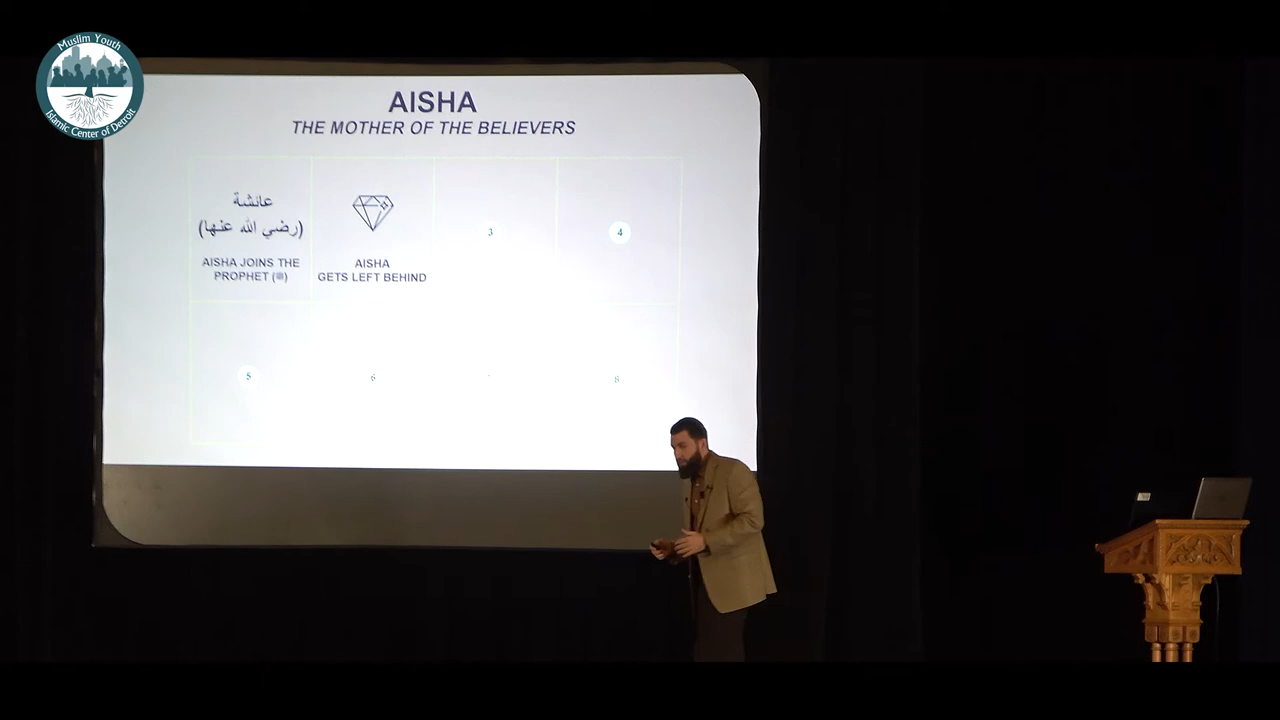 Muslim Youth
Islamic Center of Detroit
AISHA
THE MOTHER OF THE BELIEVERS
عائشة
(رضي الله عنها)
AISHA JOINS THE
PROPHET (ﷺ)
AISHA
GETS LEFT BEHIND
3
4
5
6
8